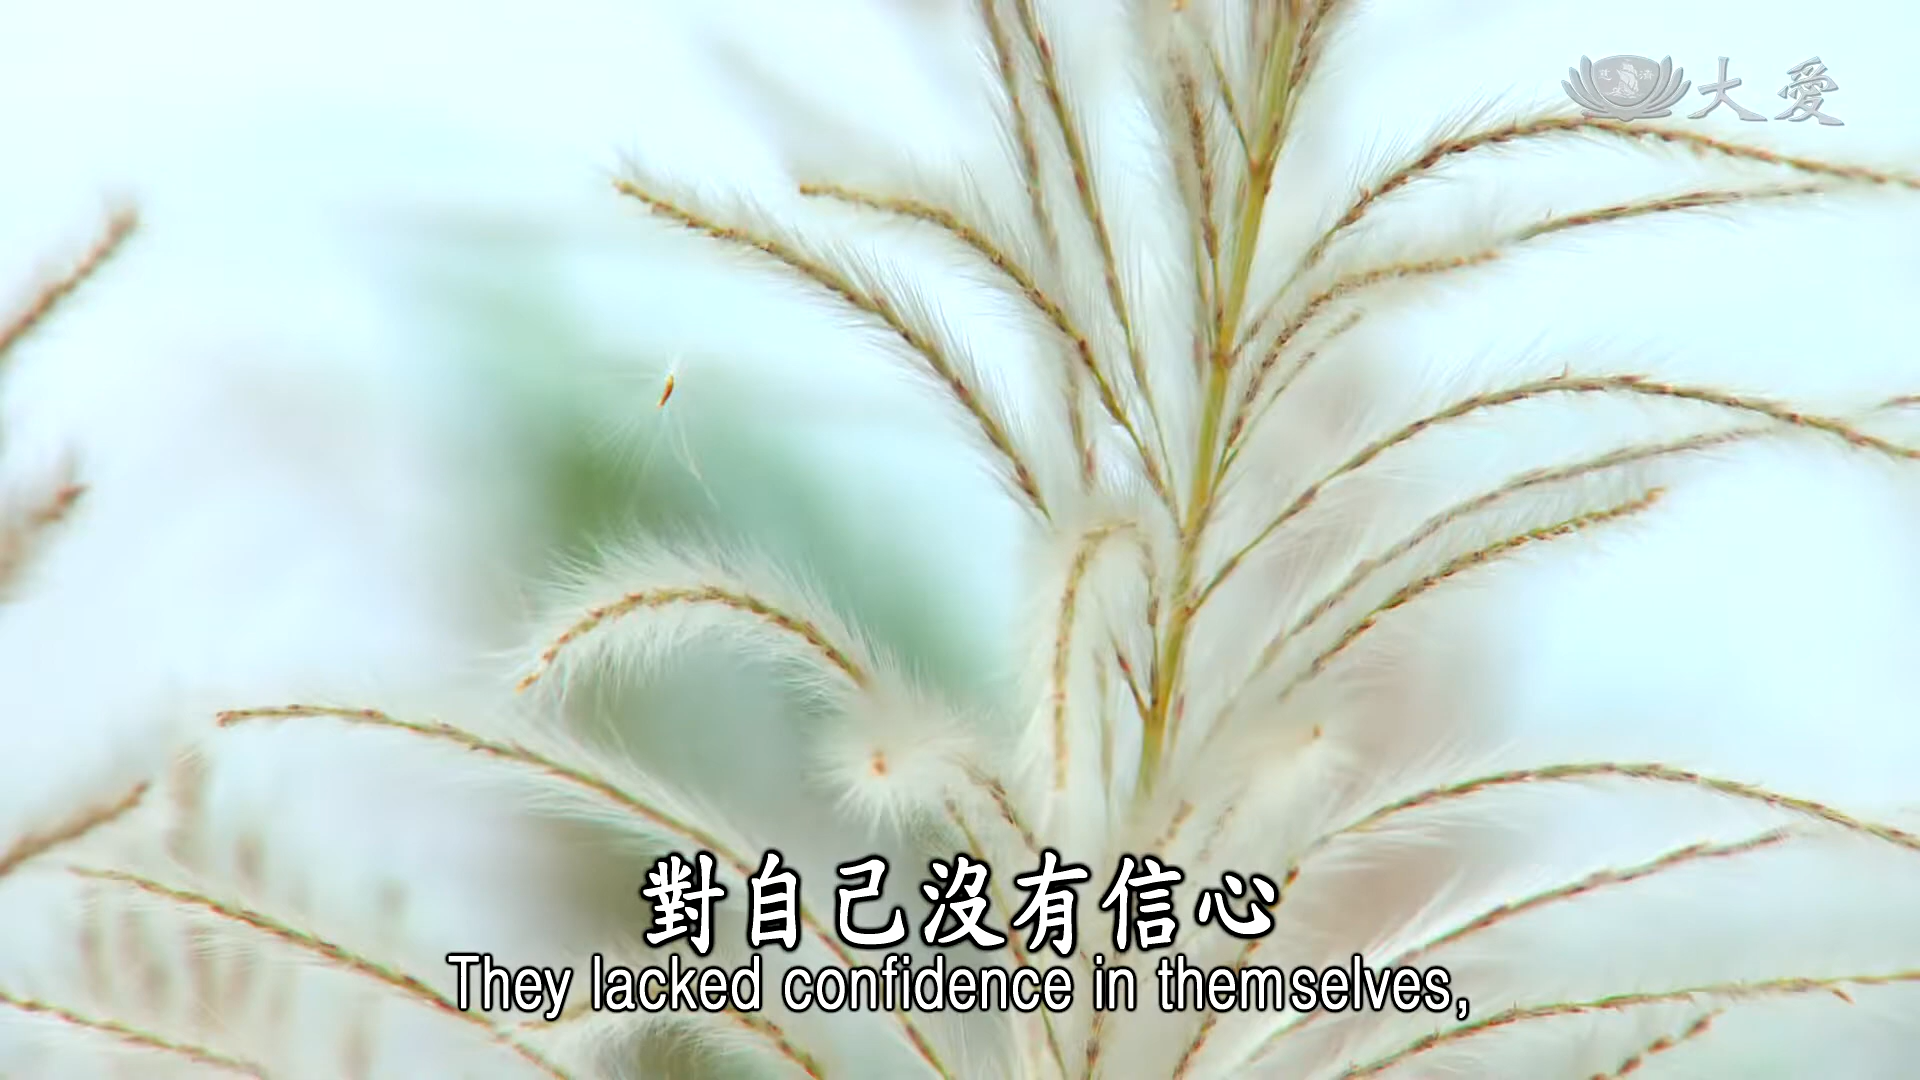 大愛
對自己沒有信心
They lacked confidence in themselves,